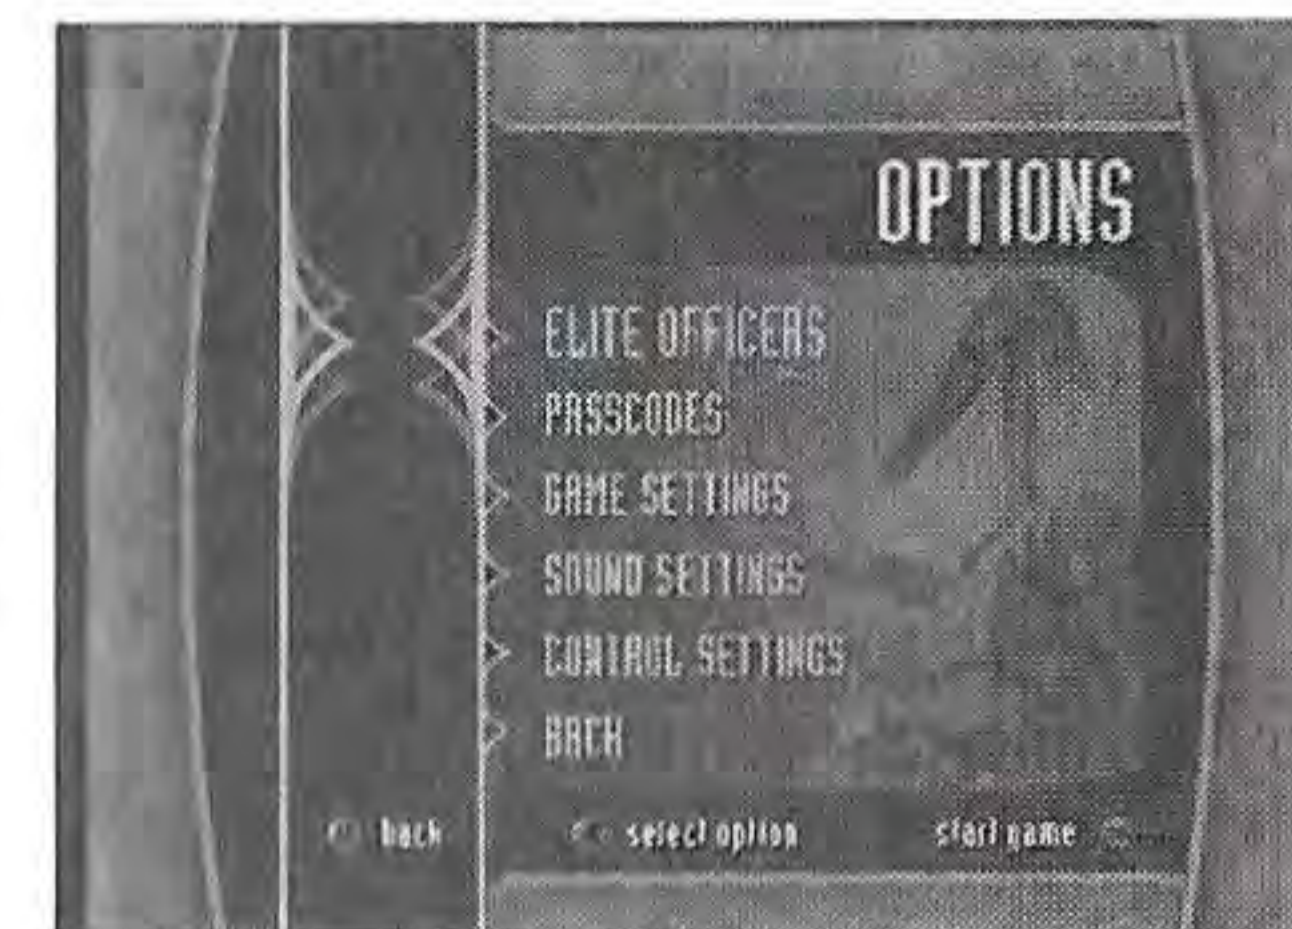 OPTIONS
ELITE OFFICERS
PASSCODES
GAME SETTINGS
SOUND SETTINGS
CONTROL SETTINGS
BACK
back select option start game